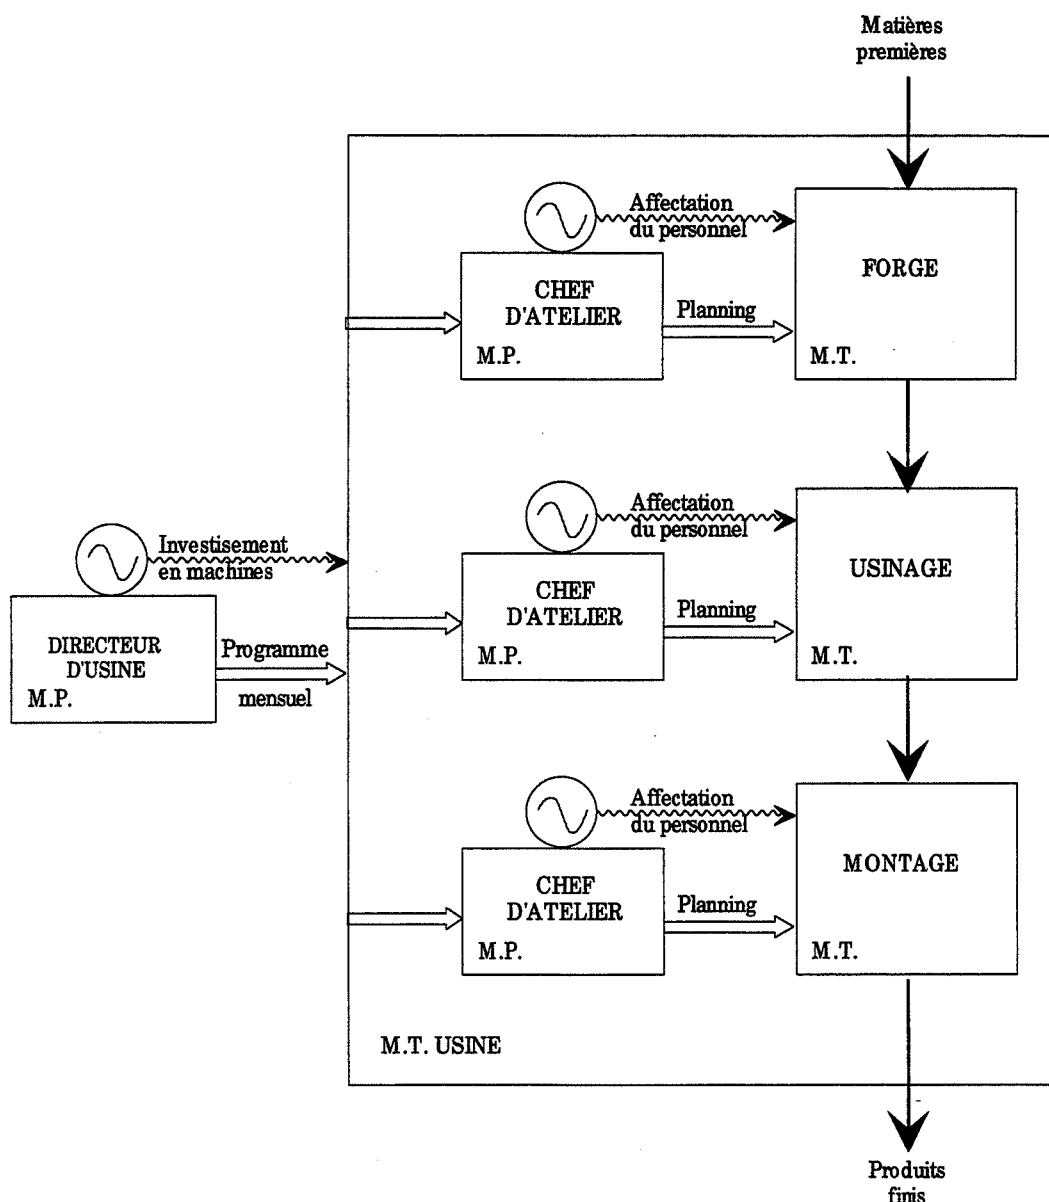 Matières
premières
Affectation
du personnel
FORGE
CHEF
D'ATELIER
Planning
M.P.
M.T.
Affectation
du personnel
Investisement
en machines
USINAGE
CHEF
D'ATELIER
Planning
DIRECTEUR
D'USINE
Programme
M.P.
M.T.
M.P.
mensuel
Affectation
du personnel
MONTAGE
CHEF
D'ATELIER
Planning
M.P.
M.T.
M.T. USINE
Produits
finis